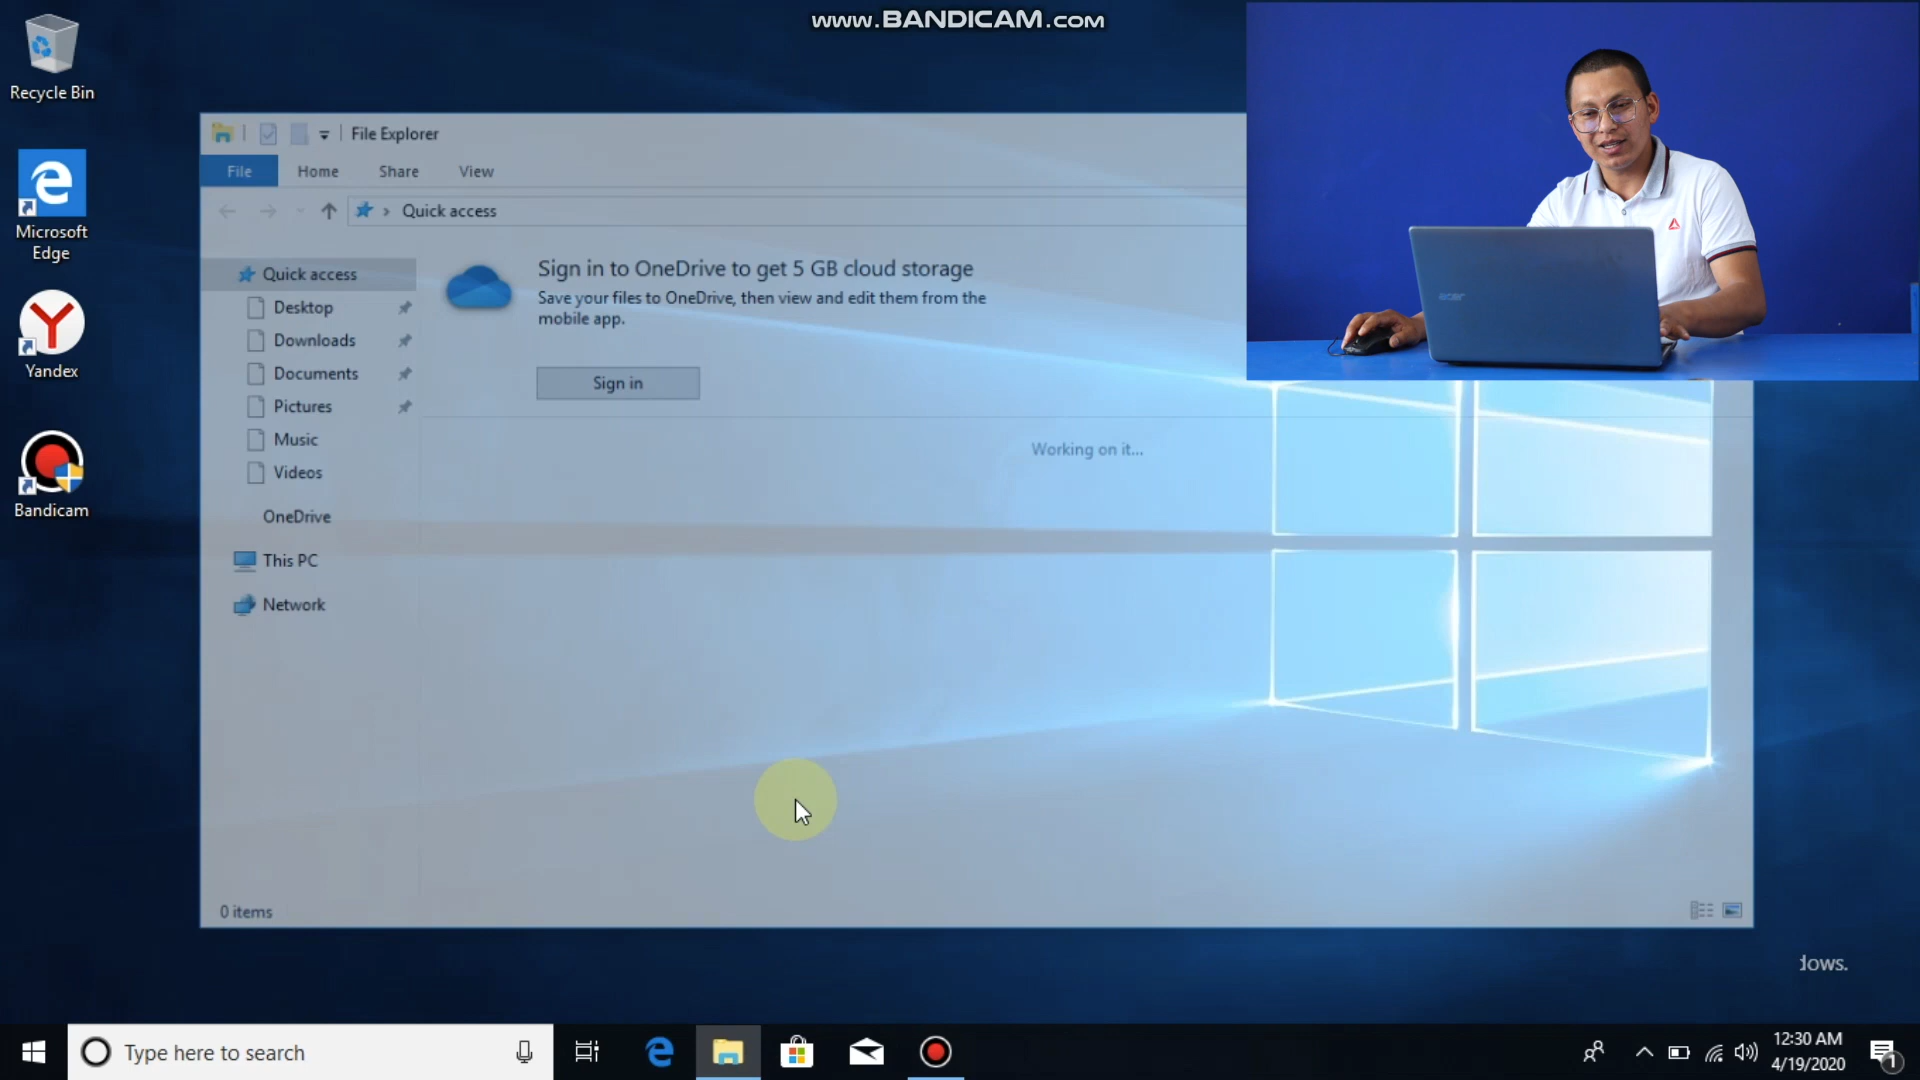 www.BANDICAM.com
Recycle Bin
Microsoft
Edge
Yandex
Bandicam
File Explorer
File
Home
Share
View
Quick access
Quick access
Desktop
Downloads
Documents
Pictures
Music
Videos
OneDrive
This PC
Network
Sign in to OneDrive to get 5 GB cloud storage
Save your files to OneDrive, then view and edit them from the
mobile app.
Sign in
Working on it...
acer
0 items
dows.
Type here to search
12:30 AM
4/19/2020
1